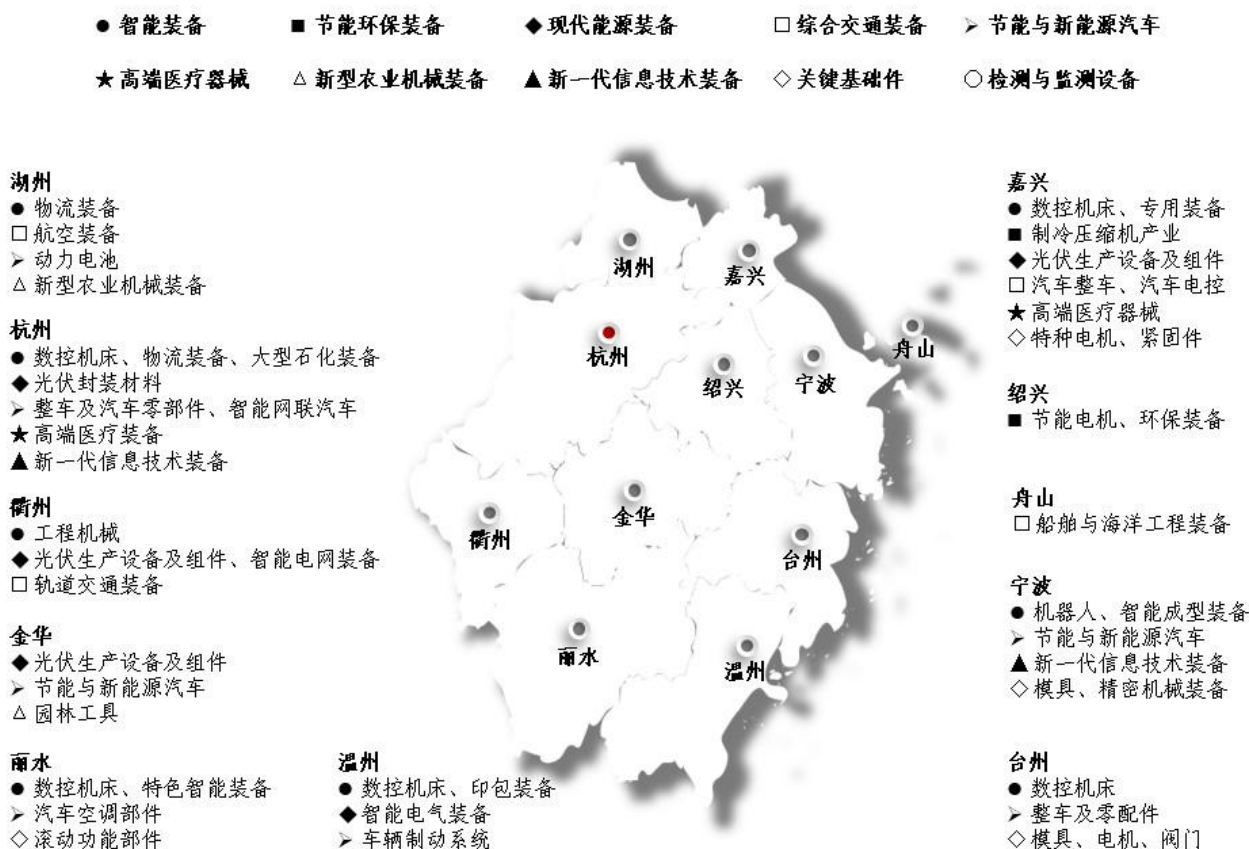 ● 智能装备 ■ 节能环保装备 ◆ 现代能源装备 □ 综合交通装备 ➢ 节能与新能源汽车
★ 高端医疗器械 △ 新型农业机械装备 ▲ 新一代信息技术装备 ◇ 关键基础件 ○ 检测与监测设备
湖州
● 物流装备
□ 航空装备
➢ 动力电池
△ 新型农业机械装备
杭州
● 数控机床、物流装备、大型石化装备
◆ 光伏封装材料
➢ 整车及汽车零部件、智能网联汽车
★ 高端医疗装备
▲ 新一代信息技术装备
衢州
● 工程机械
◆ 光伏生产设备及组件、智能电网装备
□ 轨道交通装备
金华
◆ 光伏生产设备及组件
➢ 节能与新能源汽车
△ 园林工具
丽水
● 数控机床、特色智能装备
➢ 汽车空调部件
◇ 滚动功能部件
温州
● 数控机床、印包装备
◆ 智能电气装备
➢ 车辆制动系统
湖州
嘉兴
杭州
绍兴
宁波
舟山
金华
衢州
台州
丽水
温州
嘉兴
● 数控机床、专用装备
■ 制冷压缩机产业
◆ 光伏生产设备及组件
□ 汽车整车、汽车电控
★ 高端医疗器械
◇ 特种电机、紧固件
绍兴
■ 节能电机、环保装备
舟山
□ 船舶与海洋工程装备
宁波
● 机器人、智能成型装备
➢ 节能与新能源汽车
▲ 新一代信息技术装备
◇ 模具、精密机械装备
台州
● 数控机床
➢ 整车及零配件
◇ 模具、电机、阀门